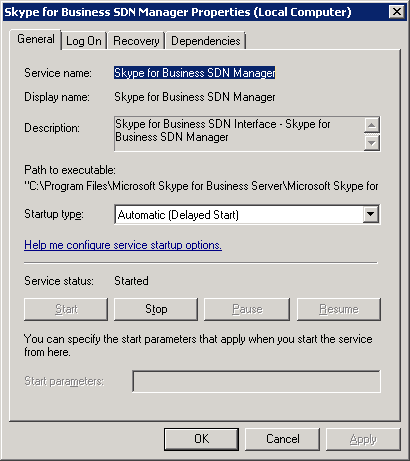 Skype for Business SDN Manager Properties (Local Computer)
General Log On Recovery Dependencies
Service name: Skype for Business SDN Manager
Display name: Skype for Business SDN Manager
Description: Skype for Business SDN Interface - Skype for
Business SDN Manager
Path to executable:
"C:\Program Files\Microsoft Skype for Business Server\Microsoft Skype for
Startup type: Automatic (Delayed Start)
Help me configure service startup options.
Service status: Started
Start Stop Pause Resume
You can specify the start parameters that apply when you start the service
from here.
Start parameters:
OK Cancel Apply